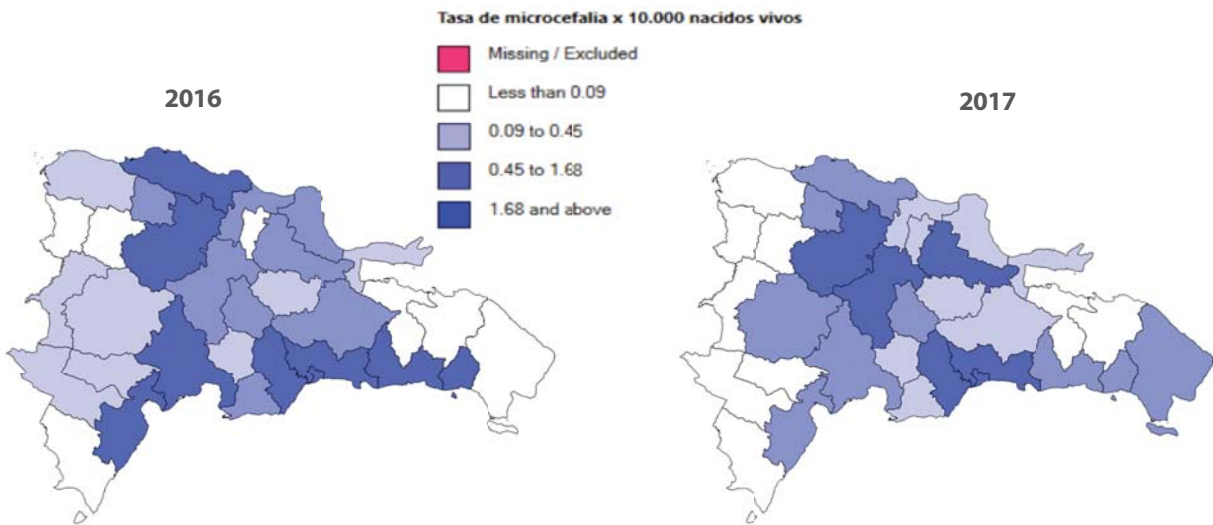 Tasa de microcefalia x 10.000 nacidos vivos
Missing / Excluded
Less than 0.09
0.09 to 0.45
0.45 to 1.68
1.68 and above
2016
2017